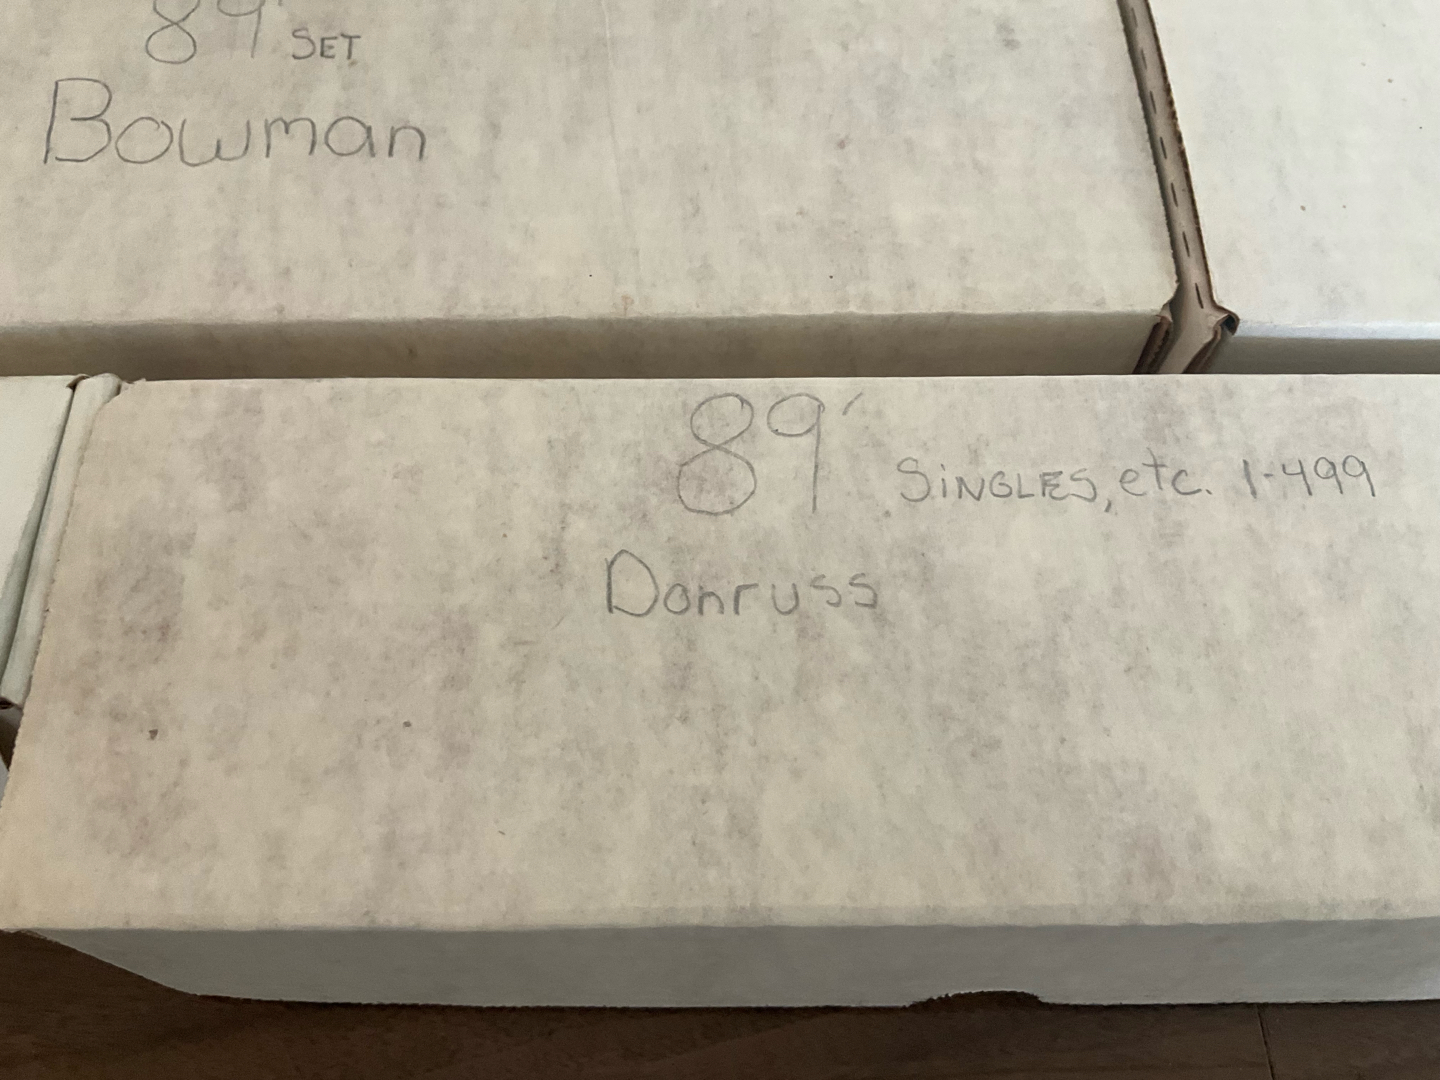 89' SET
Bowman
89' SiNGLES, etc. 1-499
Donruss